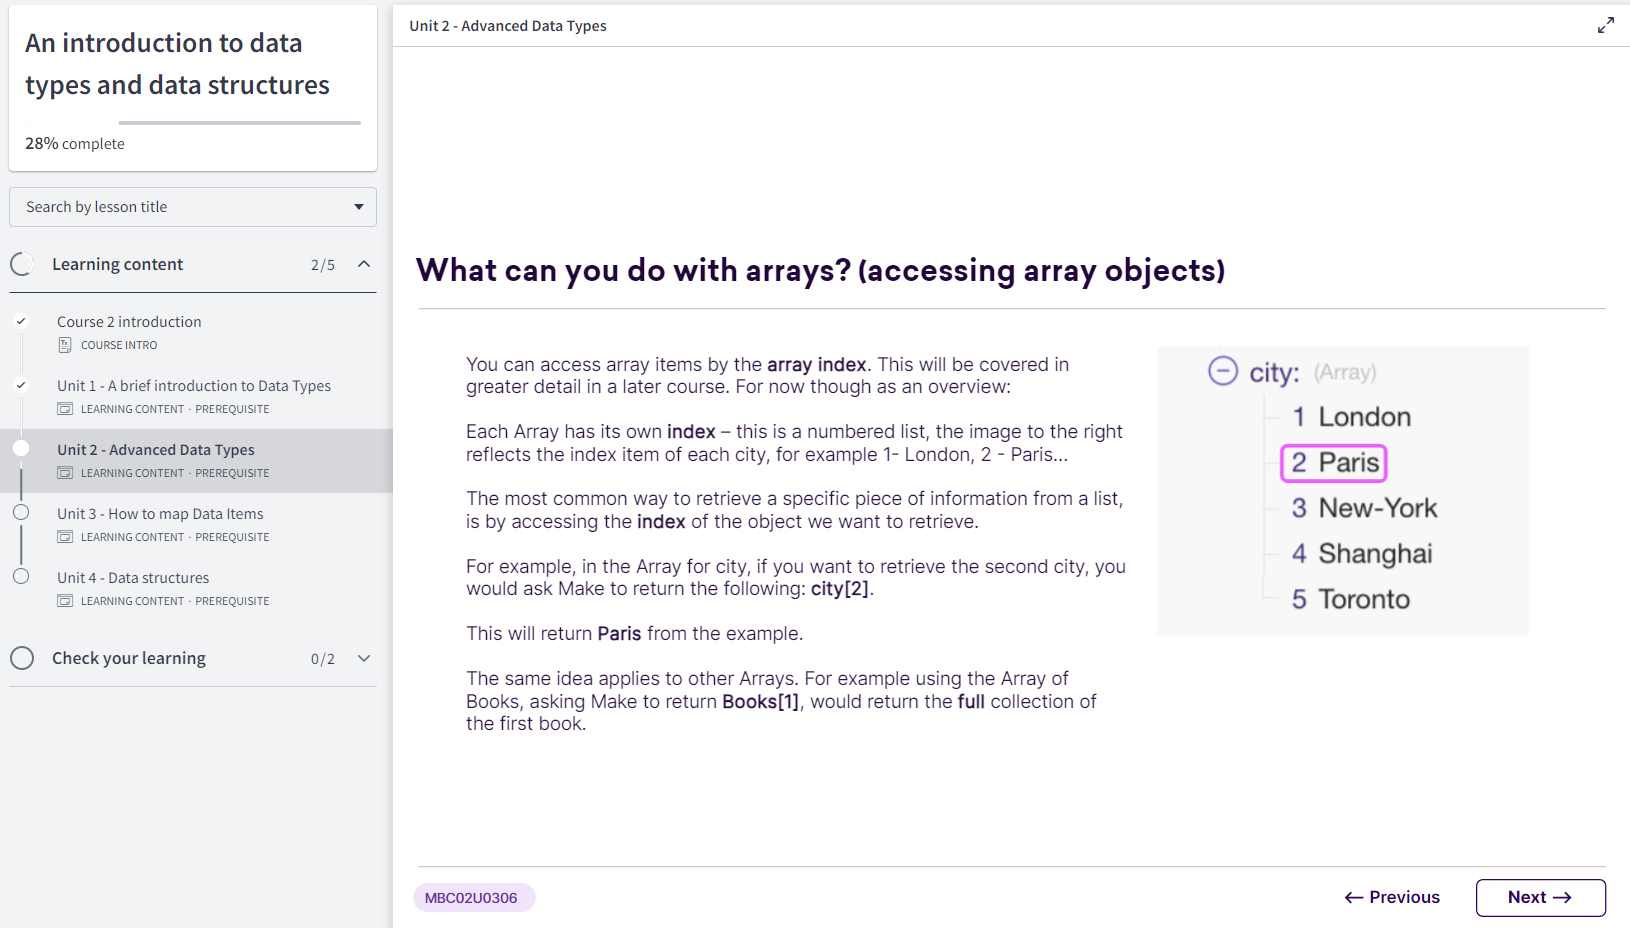 An introduction to data
types and data structures
28% complete
Search by lesson title
Learning content 2/5
Course 2 introduction
COURSE INTRO
Unit 1 - A brief introduction to Data Types
LEARNING CONTENT · PREREQUISITE
Unit 2 - Advanced Data Types
LEARNING CONTENT · PREREQUISITE
Unit 3 - How to map Data Items
LEARNING CONTENT · PREREQUISITE
Unit 4 - Data structures
LEARNING CONTENT · PREREQUISITE
Check your learning 0/2
Unit 2 - Advanced Data Types
What can you do with arrays? (accessing array objects)
You can access array items by the array index. This will be covered in
greater detail in a later course. For now though as an overview:
Each Array has its own index – this is a numbered list, the image to the right
reflects the index item of each city, for example 1- London, 2 - Paris...
The most common way to retrieve a specific piece of information from a list,
is by accessing the index of the object we want to retrieve.
For example, in the Array for city, if you want to retrieve the second city, you
would ask Make to return the following: city[2].
This will return Paris from the example.
The same idea applies to other Arrays. For example using the Array of
Books, asking Make to return Books[1], would return the full collection of
the first book.
city: (Array)
1 London
2 Paris
3 New-York
4 Shanghai
5 Toronto
MBC02U0306
← Previous
Next →